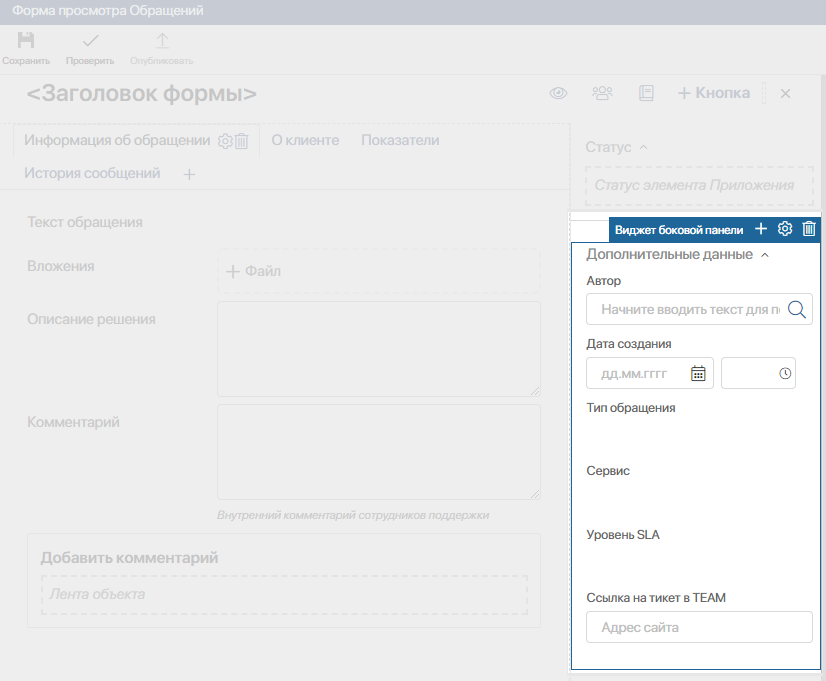 Форма просмотра Обращений
Сохранить Проверить Опубликовать
<Заголовок формы>
+ Кнопка
Информация об обращении О клиенте Показатели
История сообщений +
Текст обращения
Вложения
+ Файл
Описание решения
Комментарий
Внутренний комментарий сотрудников поддержки
Добавить комментарий
Лента объекта
Статус
Статус элемента Приложения
Виджет боковой панели
Дополнительные данные
Автор
Начните вводить текст для п
Дата создания
дд.мм.гггг
Тип обращения
Сервис
Уровень SLA
Ссылка на тикет в TEAM
Адрес сайта